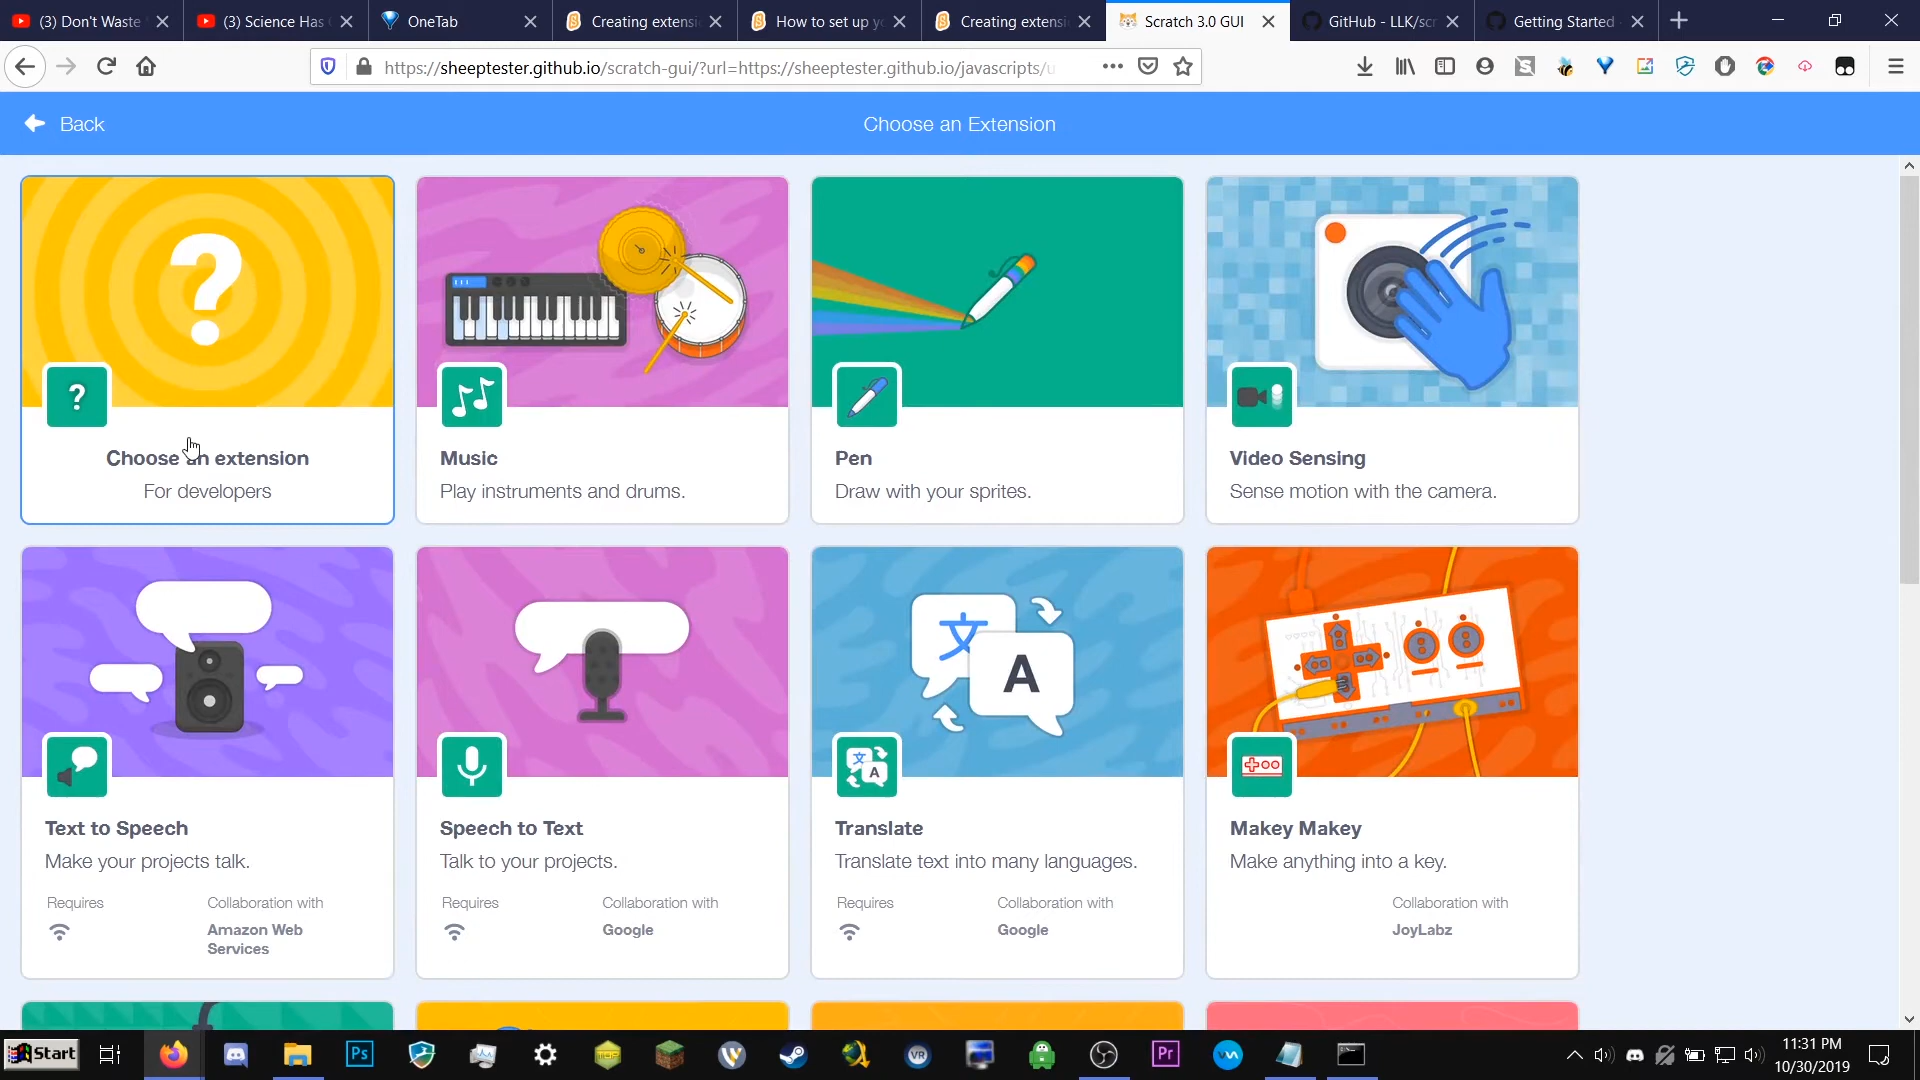 (3) Don't Waste
(3) Science Has
OneTab
Creating extensi
How to set up y
Creating extensi
Scratch 3.0 GUI
GitHub - LLK/scr
Getting Started
https://sheeptester.github.io/scratch-gui/?url=https://sheeptester.github.io/javascripts/u
Back
Choose an Extension
?
?
Choose an extension
For developers
Music
Play instruments and drums.
Pen
Draw with your sprites.
Video Sensing
Sense motion with the camera.
文
A
文
A
Text to Speech
Make your projects talk.
Requires
Collaboration with
Amazon Web
Services
Speech to Text
Talk to your projects.
Requires
Collaboration with
Google
Translate
Translate text into many languages.
Requires
Collaboration with
Google
Makey Makey
Make anything into a key.
Collaboration with
JoyLabz
Start
Ps
VR
Pr
11:31 PM
10/30/2019